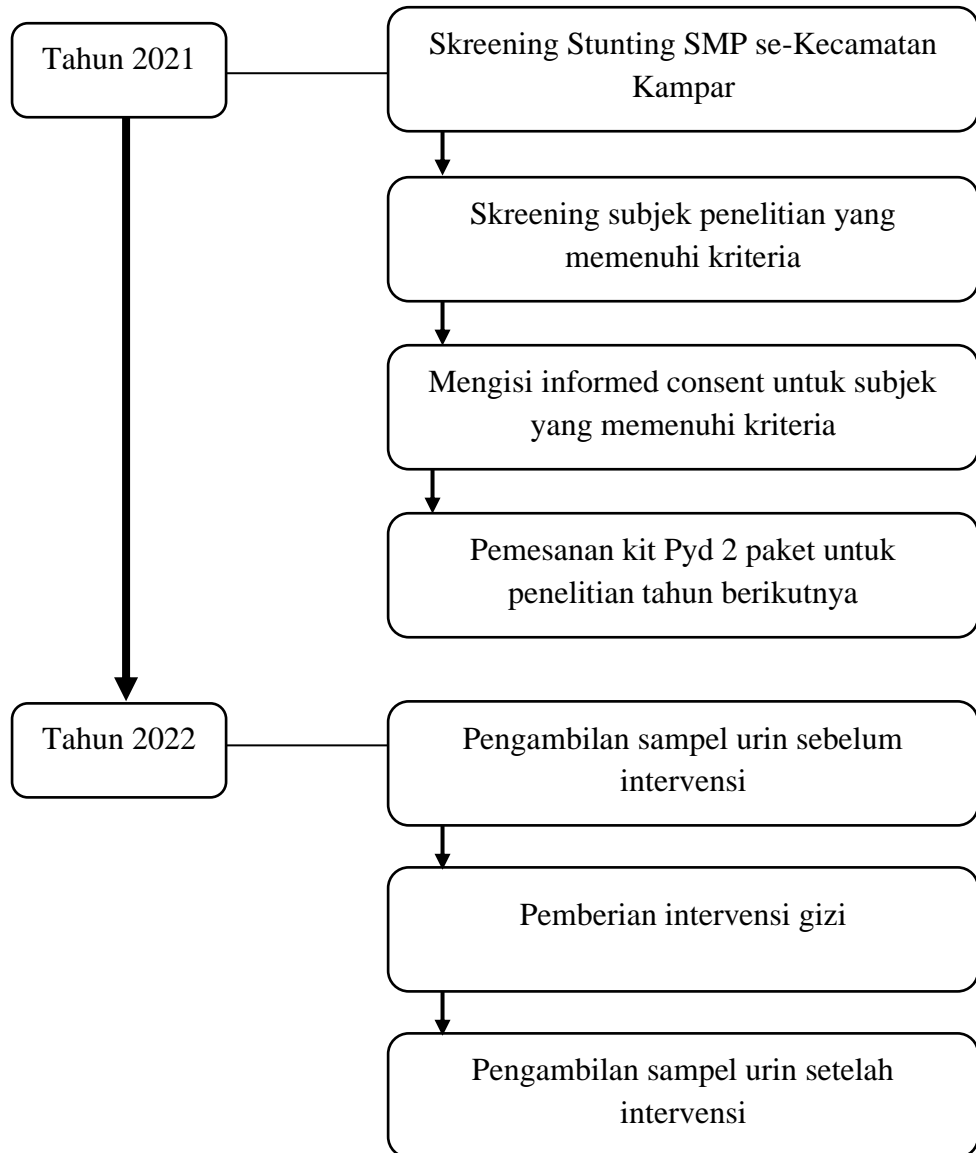 Tahun 2021
Skreening Stunting SMP se-Kecamatan
Kampar
Skreening subjek penelitian yang
memenuhi kriteria
Mengisi informed consent untuk subjek
yang memenuhi kriteria
Pemesanan kit Pyd 2 paket untuk
penelitian tahun berikutnya
Tahun 2022
Pengambilan sampel urin sebelum
intervensi
Pemberian intervensi gizi
Pengambilan sampel urin setelah
intervensi